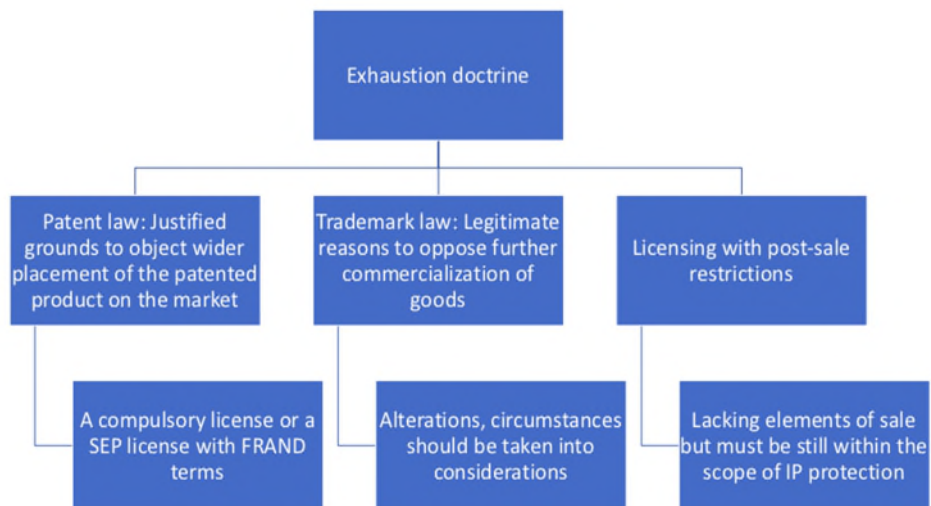 Exhaustion doctrine
Patent law: Justified
grounds to object wider
placement of the patented
product on the market
Trademark law: Legitimate
reasons to oppose further
commercialization of
goods
Licensing with post-sale
restrictions
A compulsory license or a
SEP license with FRAND
terms
Alterations, circumstances
should be taken into
considerations
Lacking elements of sale
but must be still within the
scope of IP protection